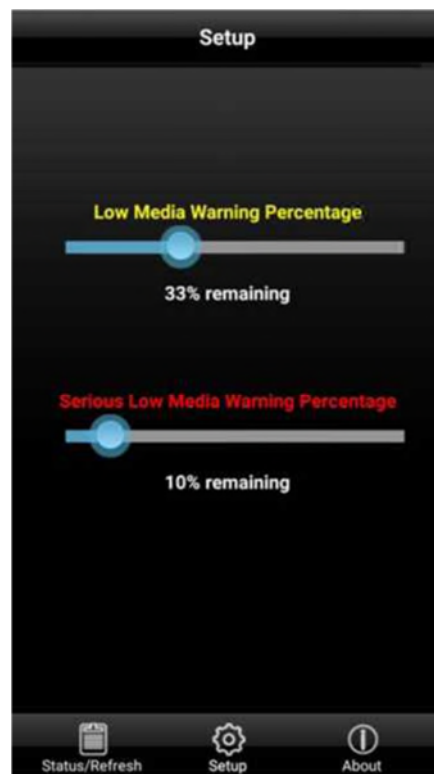 Setup
Low Media Warning Percentage
33% remaining
Serious Low Media Warning Percentage
10% remaining
Status/Refresh
Setup
About